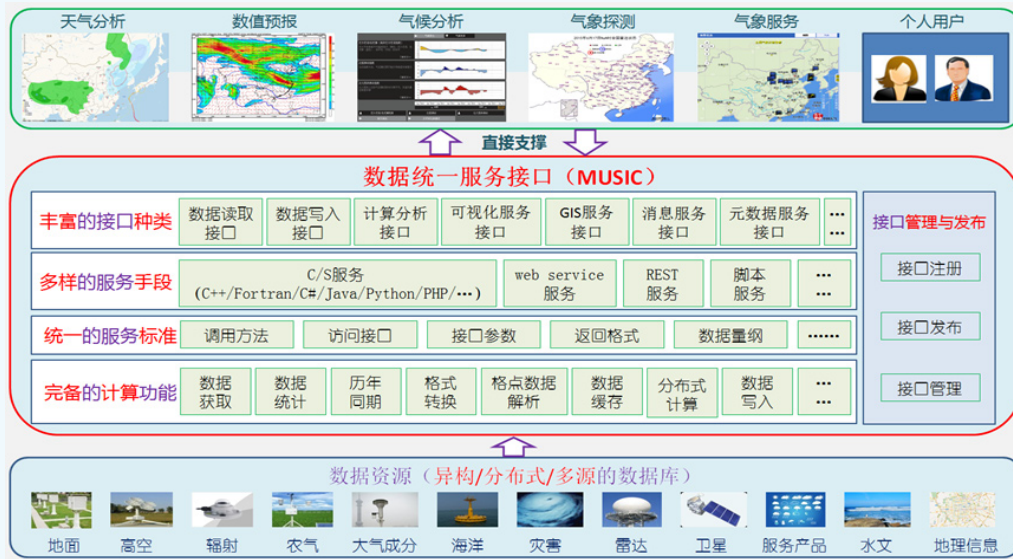 天气分析
数值预报
气候分析
气象探测
气象服务
个人用户
直接支撑
数据统一服务接口（MUSIC）
丰富的接口种类
数据读取
接口
数据写入
接口
计算分析
接口
可视化服务
接口
GIS服务
接口
消息服务
接口
元数据服务
接口
...
...
多样的服务手段
C/S服务
(C++/Fortran/C#/Java/Python/PHP/…)
web service
服务
REST
服务
脚本
服务
...
...
统一的服务标准
调用方法
访问接口
接口参数
返回格式
数据量纲
......
完备的计算功能
数据
获取
数据
统计
历年
同期
格式
转换
格点数据
解析
数据
缓存
分布式
计算
数据
写入
...
...
接口管理与发布
接口注册
接口发布
接口管理
数据资源（异构/分布式/多源的数据库）
地面
高空
辐射
农气
大气成分
海洋
灾害
雷达
卫星
服务产品
水文
地理信息